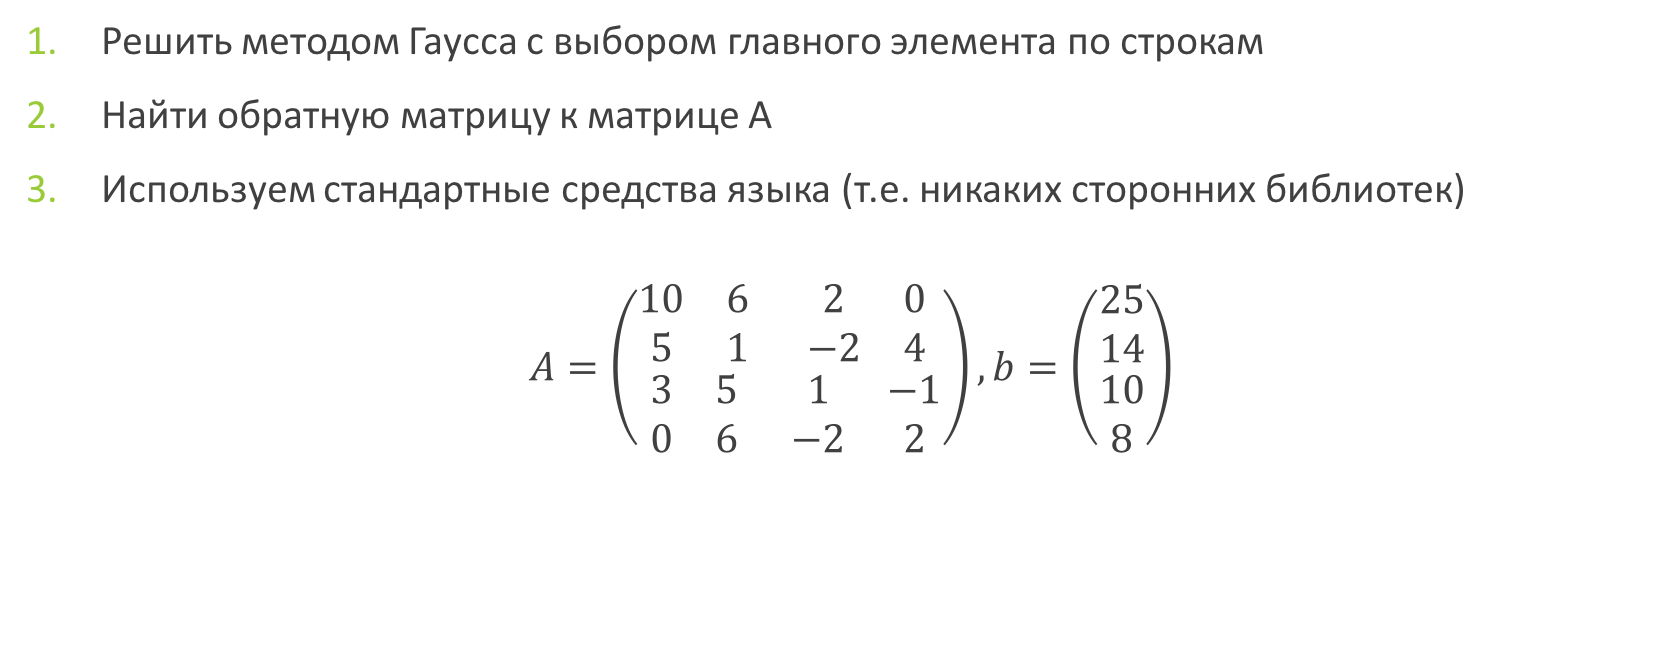 1. Решить методом Гаусса с выбором главного элемента по строкам
2. Найти обратную матрицу к матрице А
3. Используем стандартные средства языка (т.е. никаких сторонних библиотек)
10 6 2 0 25
5 1 −2 4 14
A = , b =
3 5 1 −1 10
0 6 −2 2 8